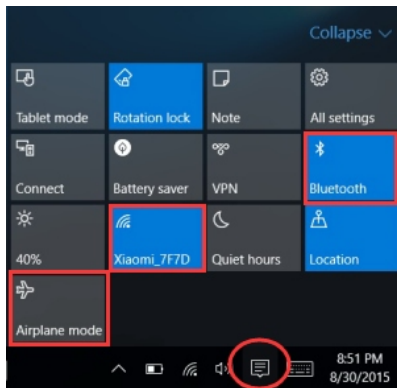 Collapse
Tablet mode Rotation lock Note All settings
Connect Battery saver VPN Bluetooth
40% Xiaomi_7F7D Quiet hours Location
Airplane mode
8:51 PM
8/30/2015